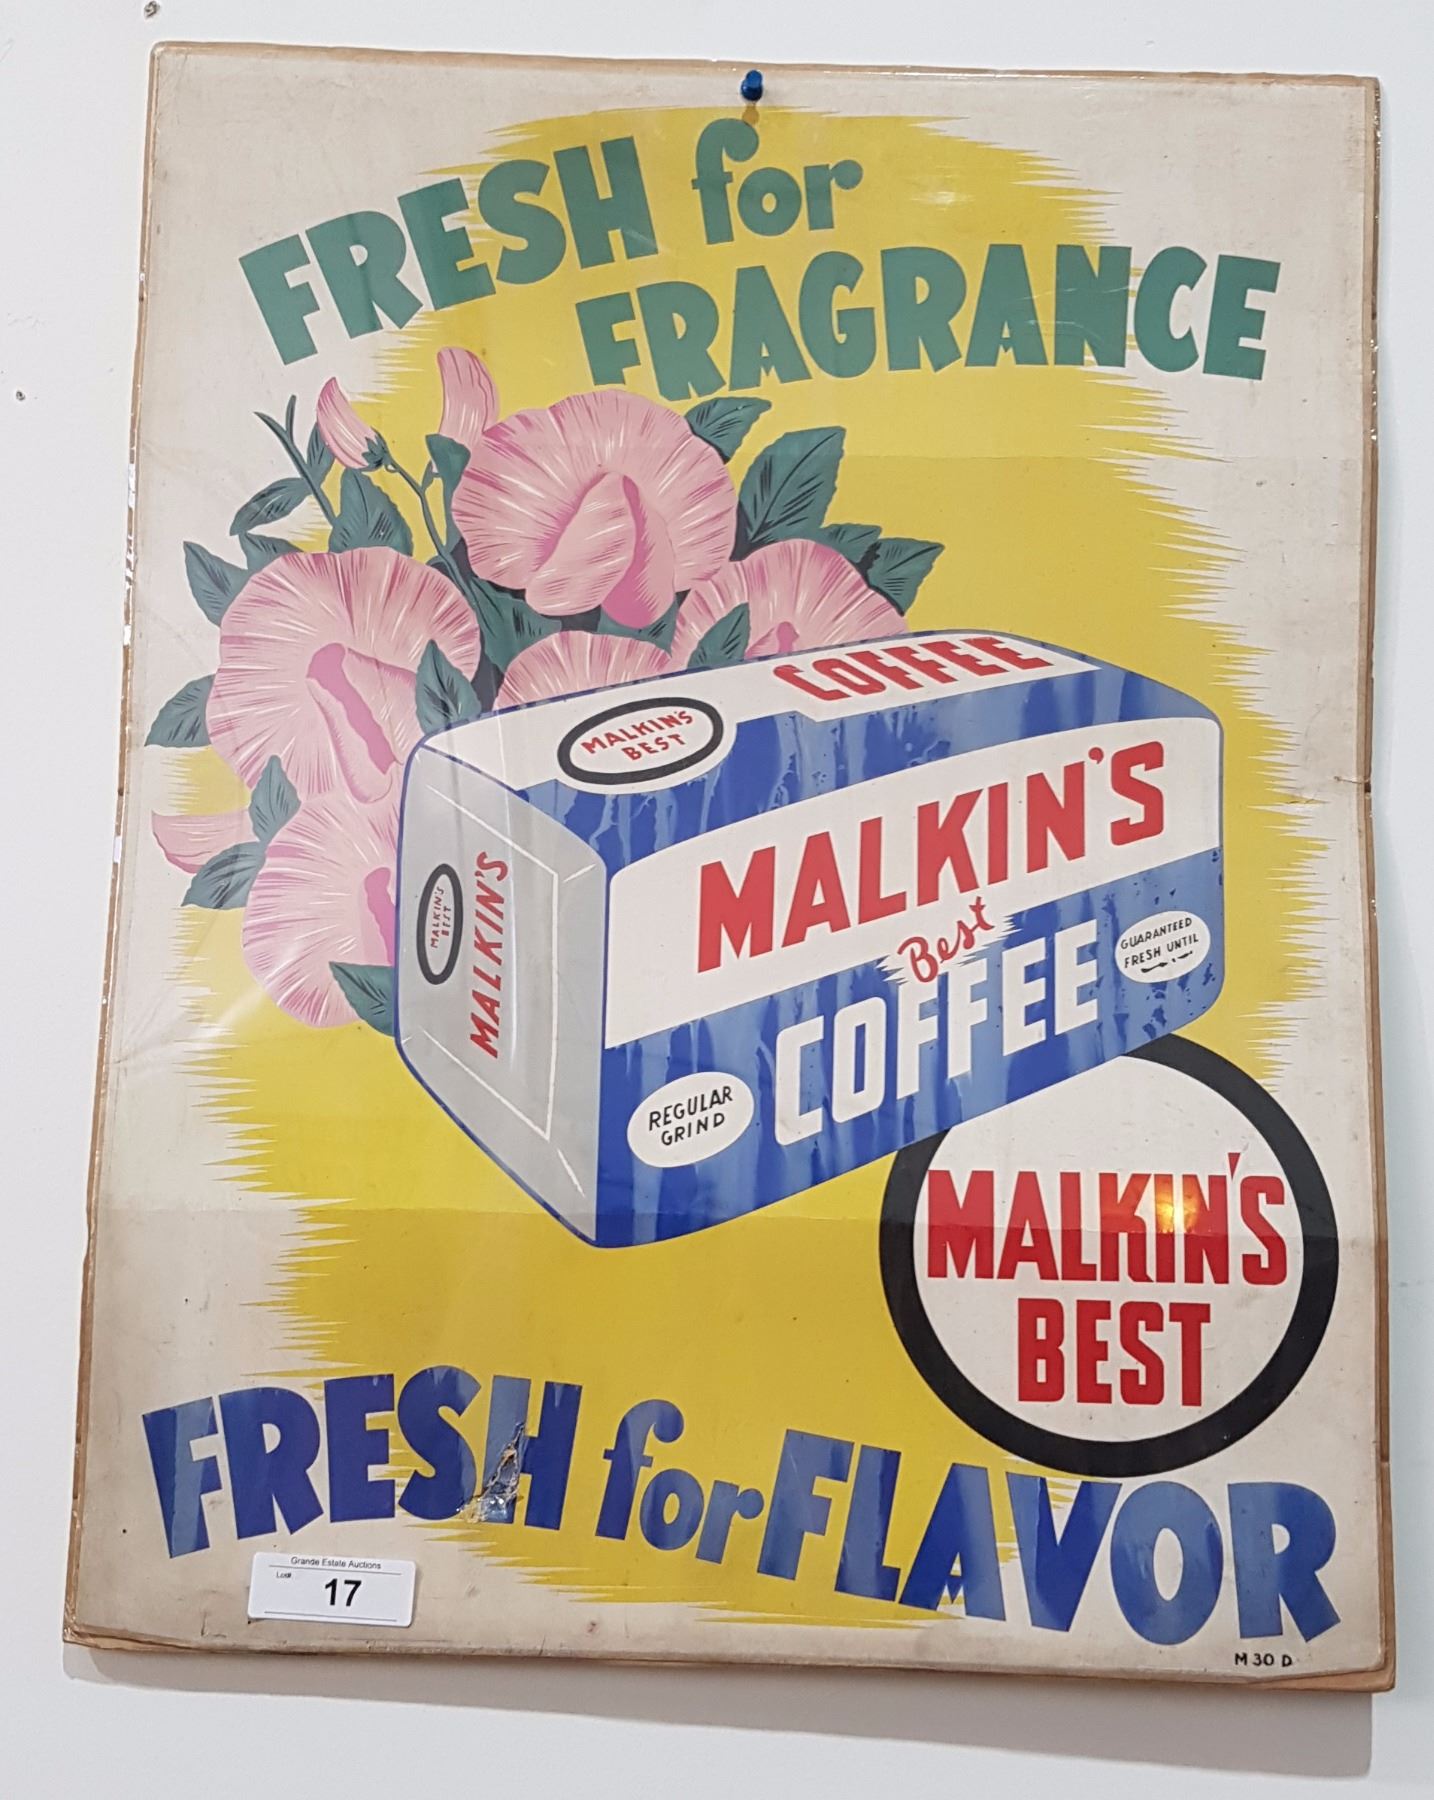 FRESH for
FRAGRANCE
COFFEE
MALKIN'S
BEST
MALKIN'S
Best
COFFEE
GUARANTEED
FRESH UNTIL
REGULAR
GRIND
MALKIN'S
BEST
MALKIN'S
MALKIN'S
BEST
FRESH for FLAVOR
Grande Estate Auctions
Lot#
17
M 30 D